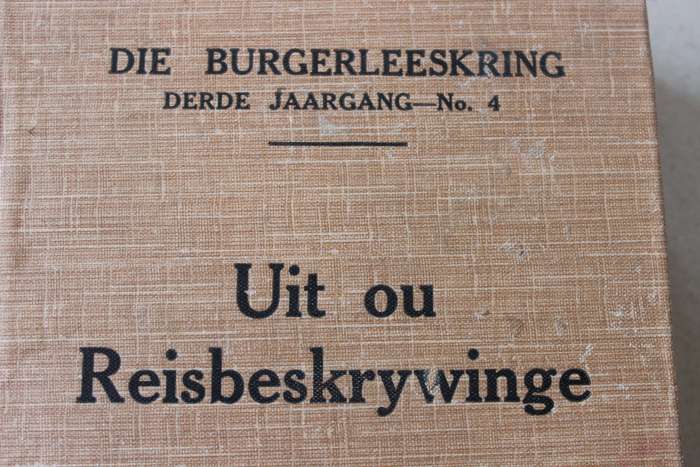 DIE BURGERLEESKRING
DERDE JAARGANG—No. 4
Uit ou
Reisbeskrywinge